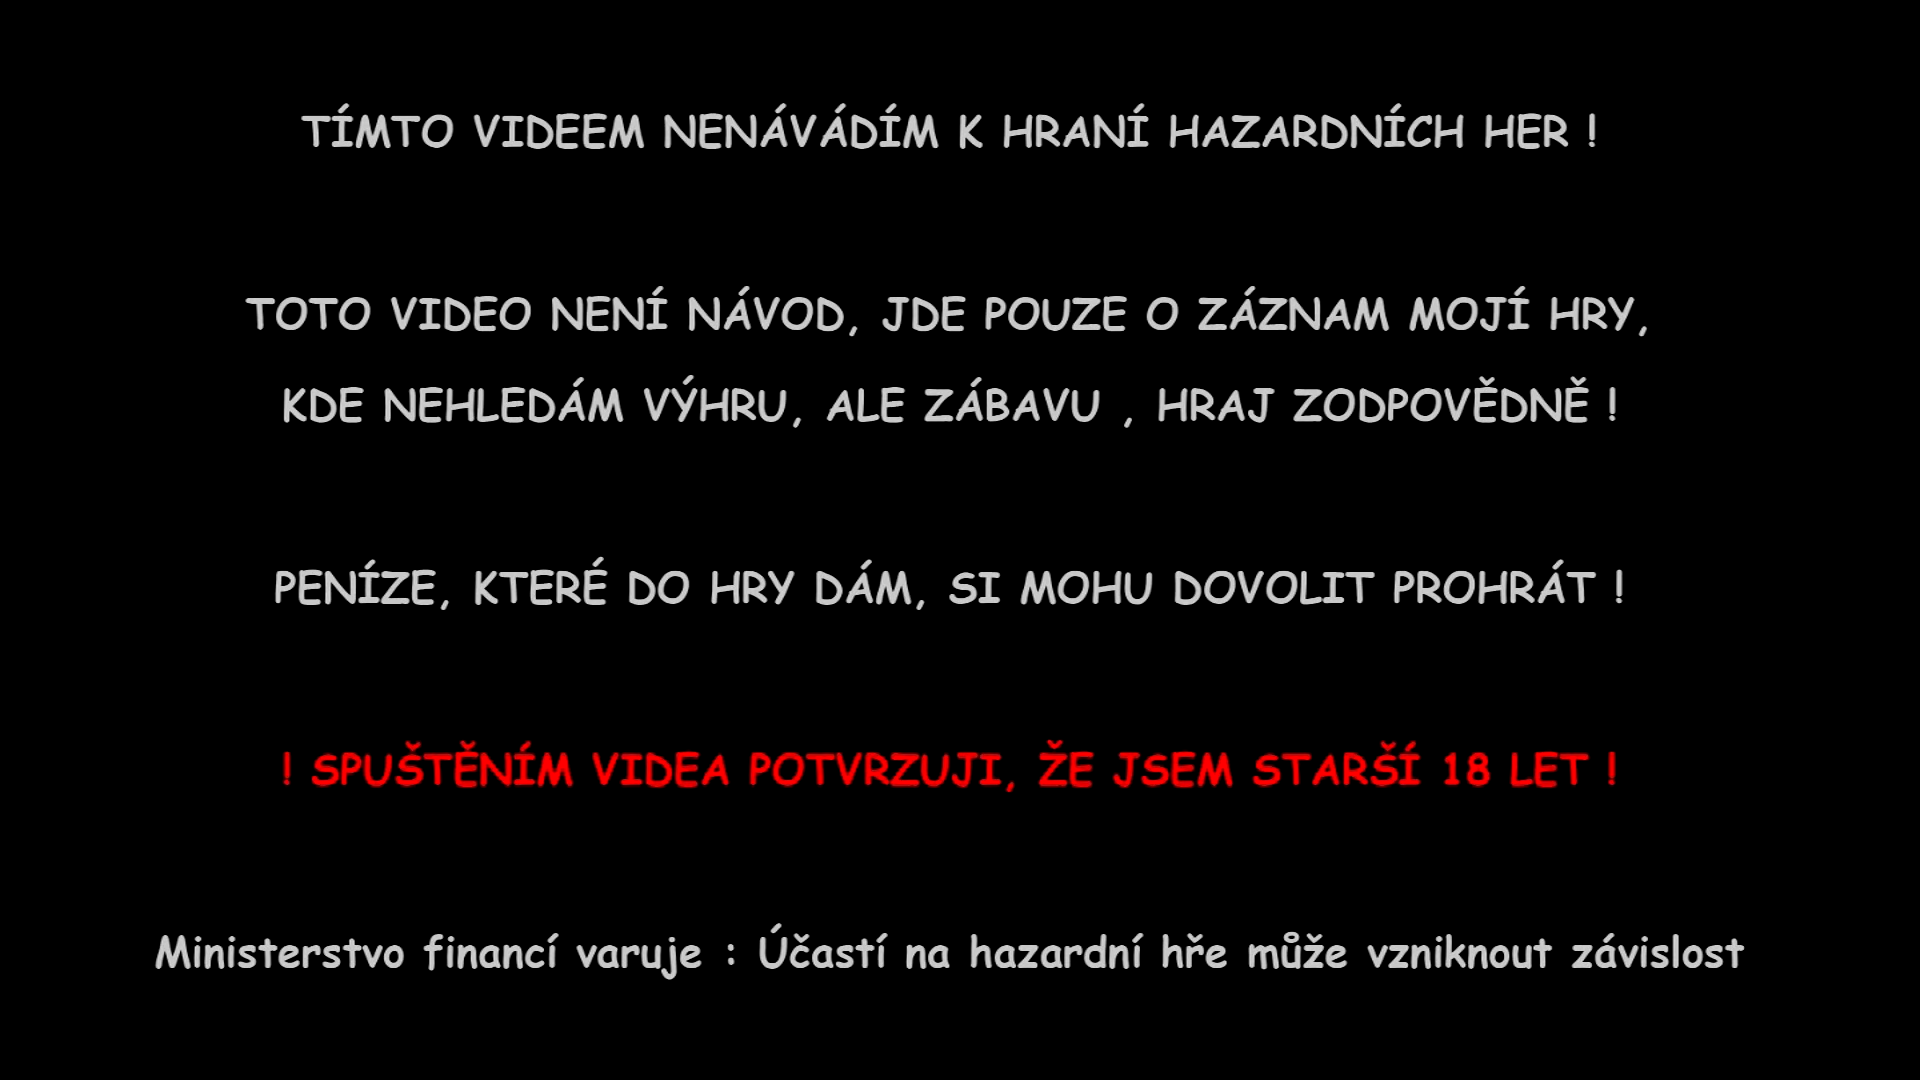 TÍMTO VIDEEM NENÁVÁDÍM K HRANÍ HAZARDNÍCH HER !
TOTO VIDEO NENÍ NÁVOD, JDE POUZE O ZÁZNAM MOJÍ HRY,
KDE NEHLEDÁM VÝHRU, ALE ZÁBAVU , HRAJ ZODPOVĚDNĚ !
PENÍZE, KTERÉ DO HRY DÁM, SI MOHU DOVOLIT PROHRÁT !
! SPUŠTĚNÍM VIDEA POTVRZUJI, ŽE JSEM STARŠÍ 18 LET !
Ministerstvo financí varuje : Účastí na hazardní hře může vzniknout závislost